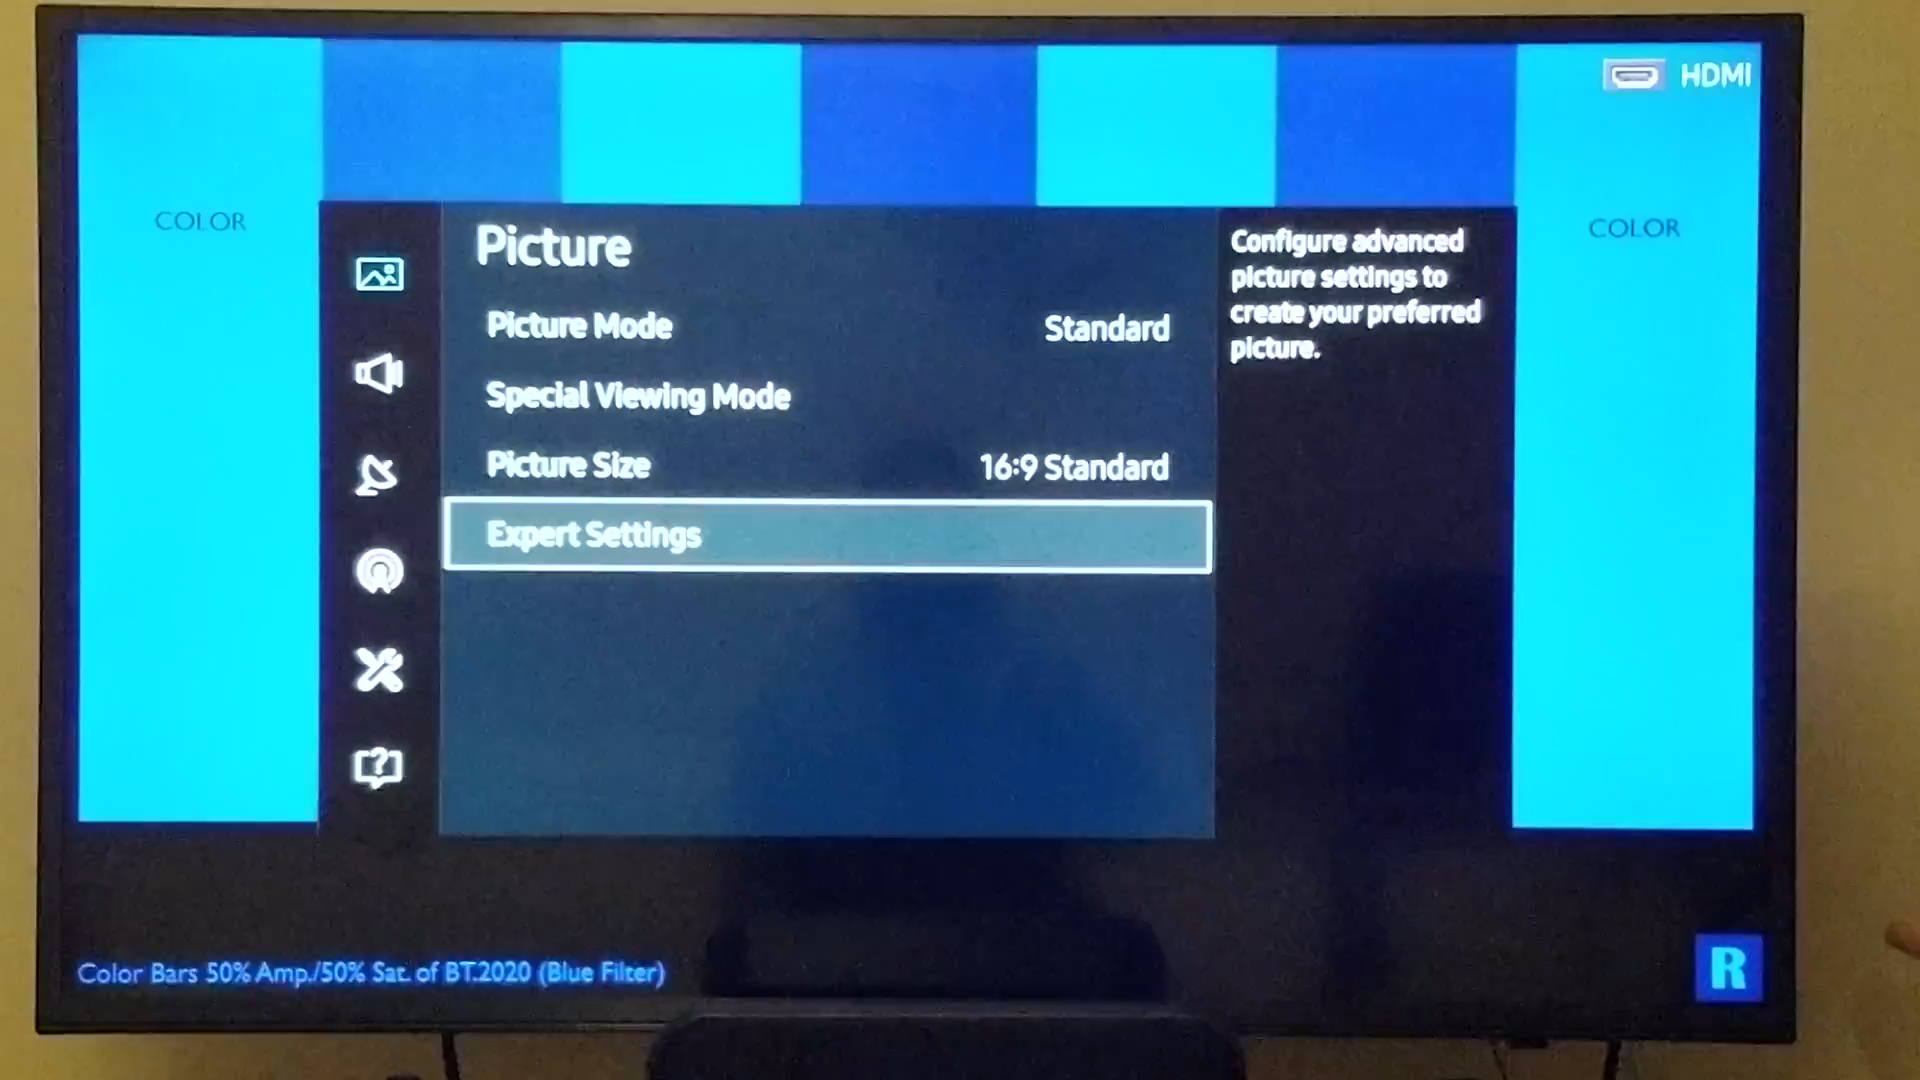 HDMI
COLOR
COLOR
Picture
Picture Mode Standard
Special Viewing Mode
Picture Size 16:9 Standard
Expert Settings
Configure advanced
picture settings to
create your preferred
picture.
Color Bars 50% Amp./50% Sat. of BT.2020 (Blue Filter)
R